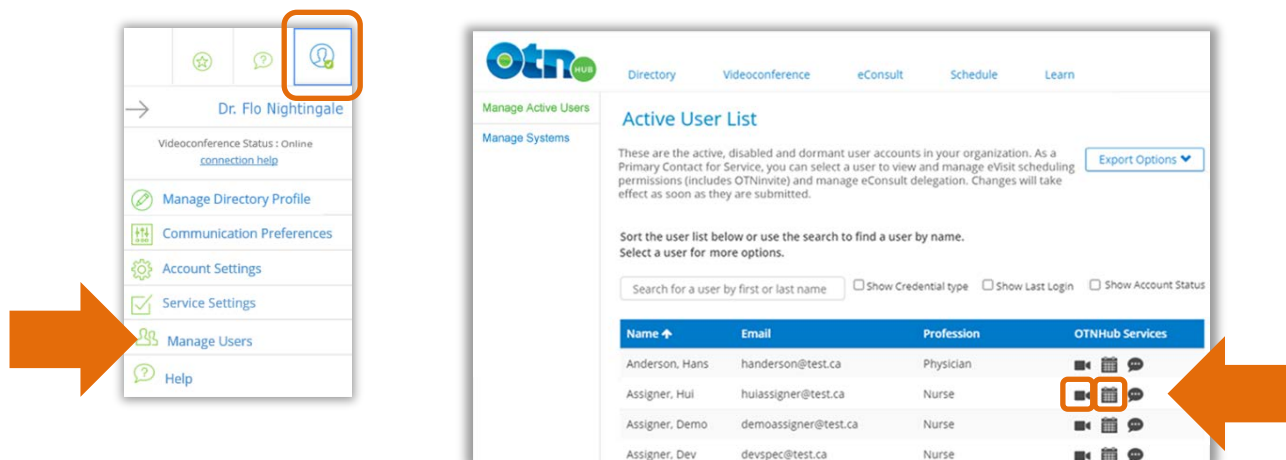 Dr. Flo Nightingale
Videoconference Status : Online
connection help
Manage Directory Profile
Communication Preferences
Account Settings
Service Settings
Manage Users
Help
otn HUB
Directory Videoconference eConsult Schedule Learn
Manage Active Users
Manage Systems
Active User List
These are the active, disabled and dormant user accounts in your organization. As a
Primary Contact for Service, you can select a user to view and manage eVisit scheduling
permissions (includes OTNinvite) and manage eConsult delegation. Changes will take
effect as soon as they are submitted.
Export Options
Sort the user list below or use the search to find a user by name.
Select a user for more options.
Search for a user by first or last name Show Credential type Show Last Login Show Account Status
Name Email Profession OTNHub Services
Anderson, Hans handerson@test.ca Physician
Assigner, Hui huiassigner@test.ca Nurse
Assigner, Demo demoassigner@test.ca Nurse
Assigner, Dev devspec@test.ca Nurse